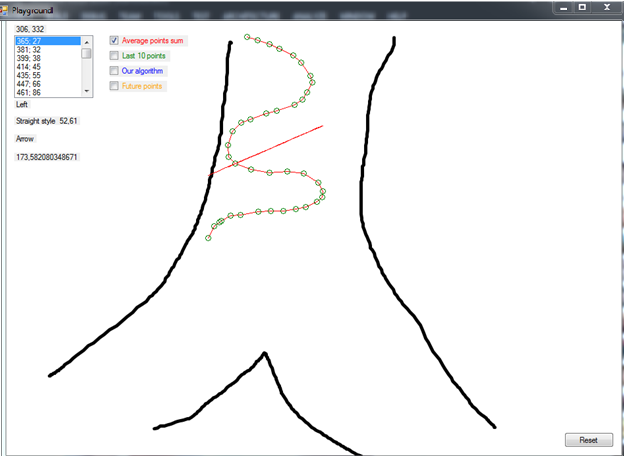 Playground
306, 332
365; 27
381; 32
399; 38
414; 45
435; 55
447; 66
461; 86
Average points sum
Last 10 points
Our algorithm
Future points
Left
Straight style 52,61
Arrow
173,582080348671
Reset